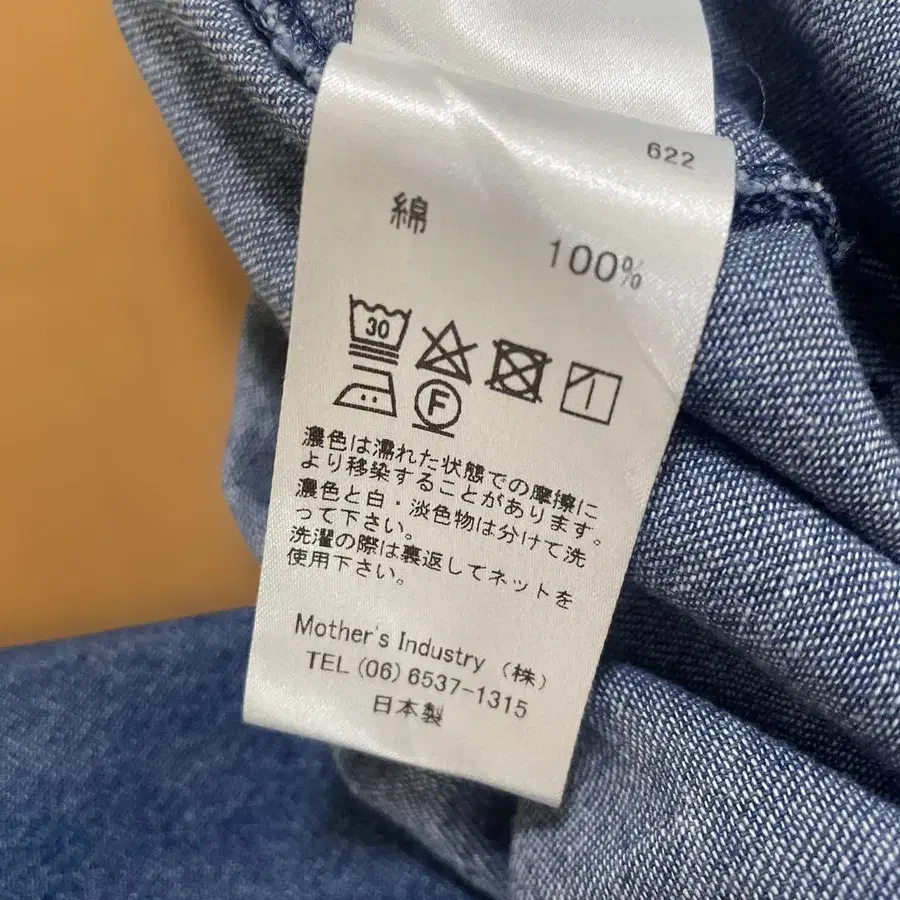 622
綿 100%
30
F
濃色は濡れた状態での摩擦に
より移染することがあります。
濃色と白・淡色物は分けて洗
って下さい。
洗濯の際は裏返してネットを
使用下さい。
Mother's Industry (株)
TEL (06) 6537-1315
日本製